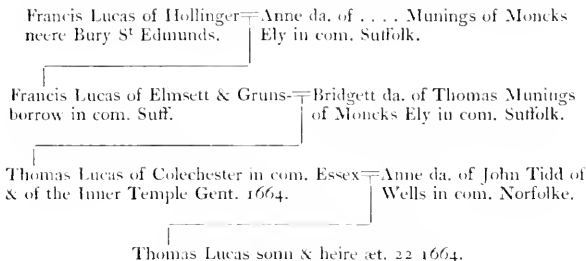 Francis Lucas of Hollinger Anne da. of . . . . Munings of Moncks
neere Bury St Edmunds. Ely in com. Suffolk.
Francis Lucas of Elmsett & Gruns- Bridgett da. of Thomas Munings
borrow in com. Suff. of Moncks Ely in com. Suffolk.
Thomas Lucas of Colechester in com. Essex Anne da. of John Tidd of
& of the Inner Temple Gent. 1664. Wells in com. Norfolke.
Thomas Lucas sonn & heire æt. 22 1664.